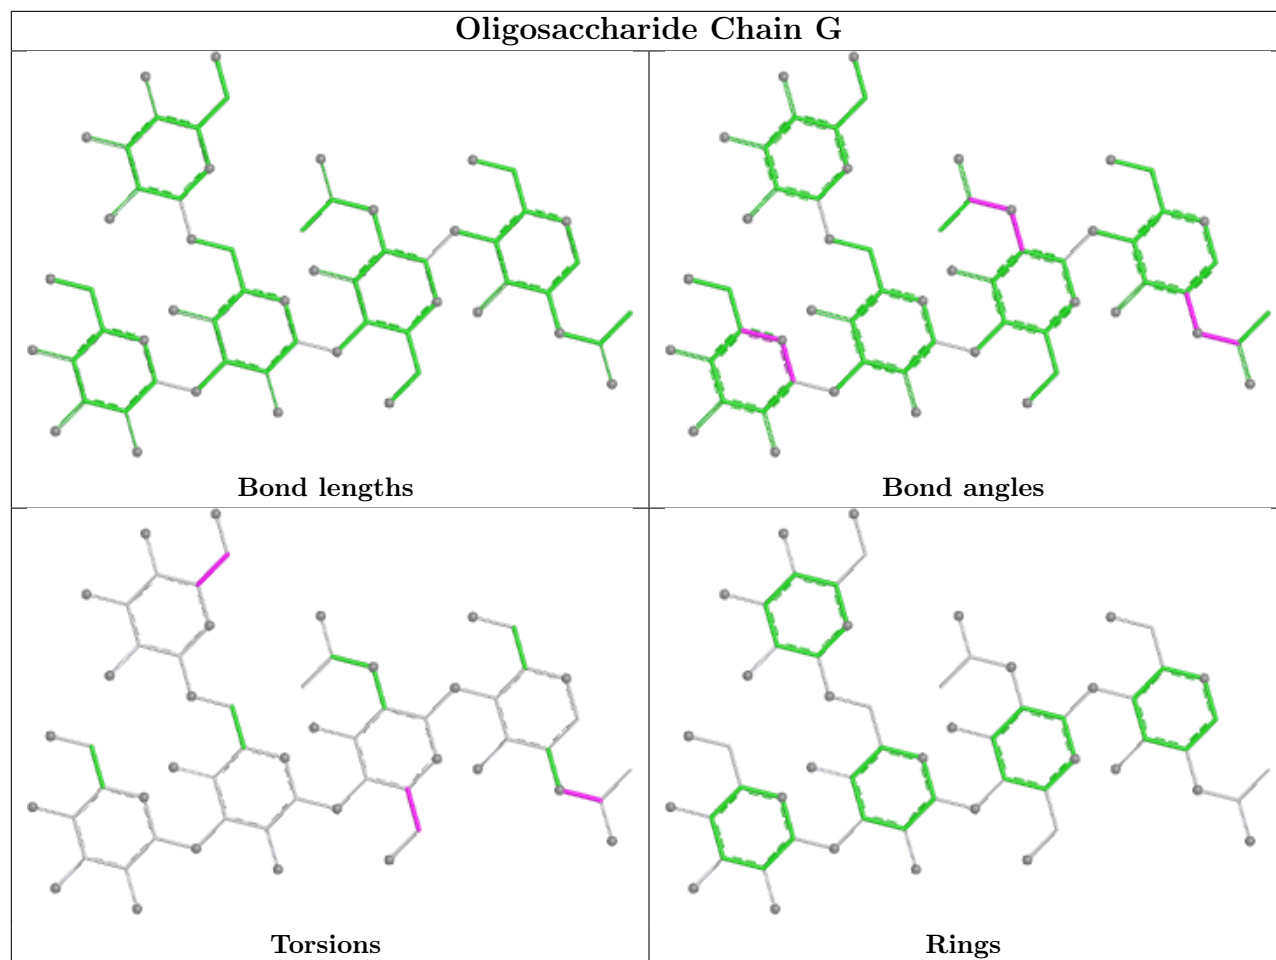 Oligosaccharide Chain G
Bond lengths
Bond angles
Torsions
Rings